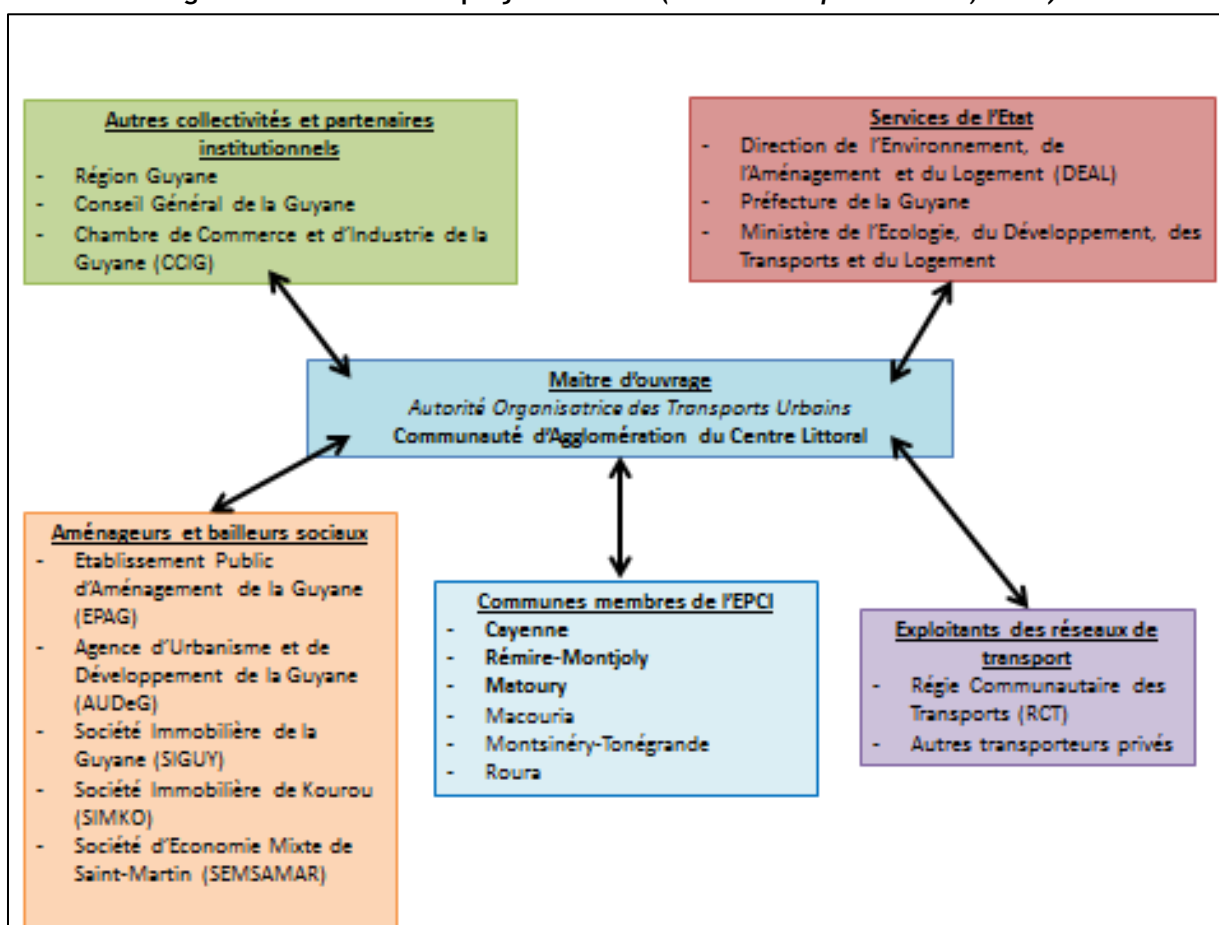 Autres collectivités et partenaires
institutionnels
- Région Guyane
- Conseil Général de la Guyane
- Chambre de Commerce et d'Industrie de la
Guyane (CCIG)
Services de l'Etat
- Direction de l'Environnement, de
l'Aménagement et du Logement (DEAL)
- Préfecture de la Guyane
- Ministère de l'Ecologie, du Développement, des
Transports et du Logement
Maitre d'ouvrage
Autorité Organisatrice des Transports Urbains
Communauté d'Agglomération du Centre Littoral
Aménageurs et bailleurs sociaux
- Etablissement Public
d'Aménagement de la Guyane
(EPAG)
- Agence d'Urbanisme et de
Développement de la Guyane
(AUDeG)
- Société Immobilière de la
Guyane (SIGUY)
- Société Immobilière de Kourou
(SIMKO)
- Société d'Economie Mixte de
Saint-Martin (SEMSAMAR)
Communes membres de l'EPCI
- Cayenne
- Rémire-Montjoly
- Matoury
- Macouria
- Montsinéry-Tonégrande
- Roura
Exploitants des réseaux de
transport
- Régie Communautaire des
Transports (RCT)
- Autres transporteurs privés